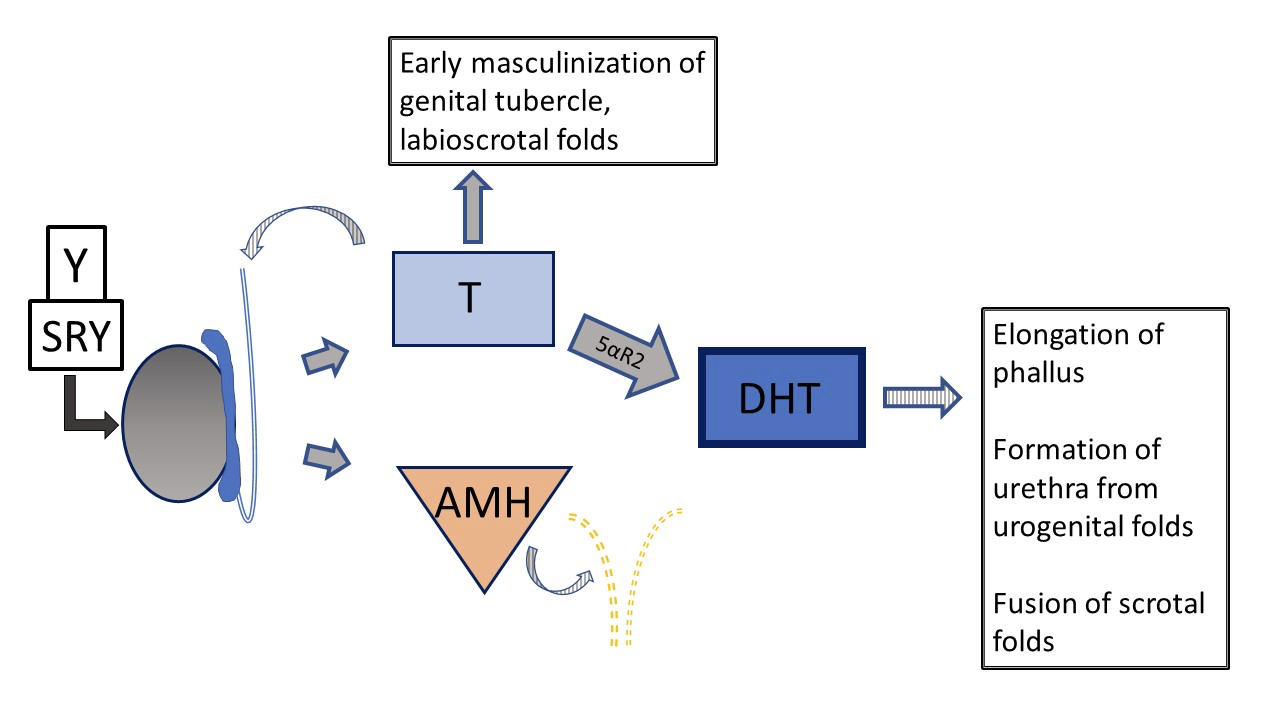 Early masculinization of
genital tubercle,
labioscrotal folds
Y
SRY
T
5αR2
DHT
AMH
Elongation of
phallus
Formation of
urethra from
urogenital folds
Fusion of scrotal
folds